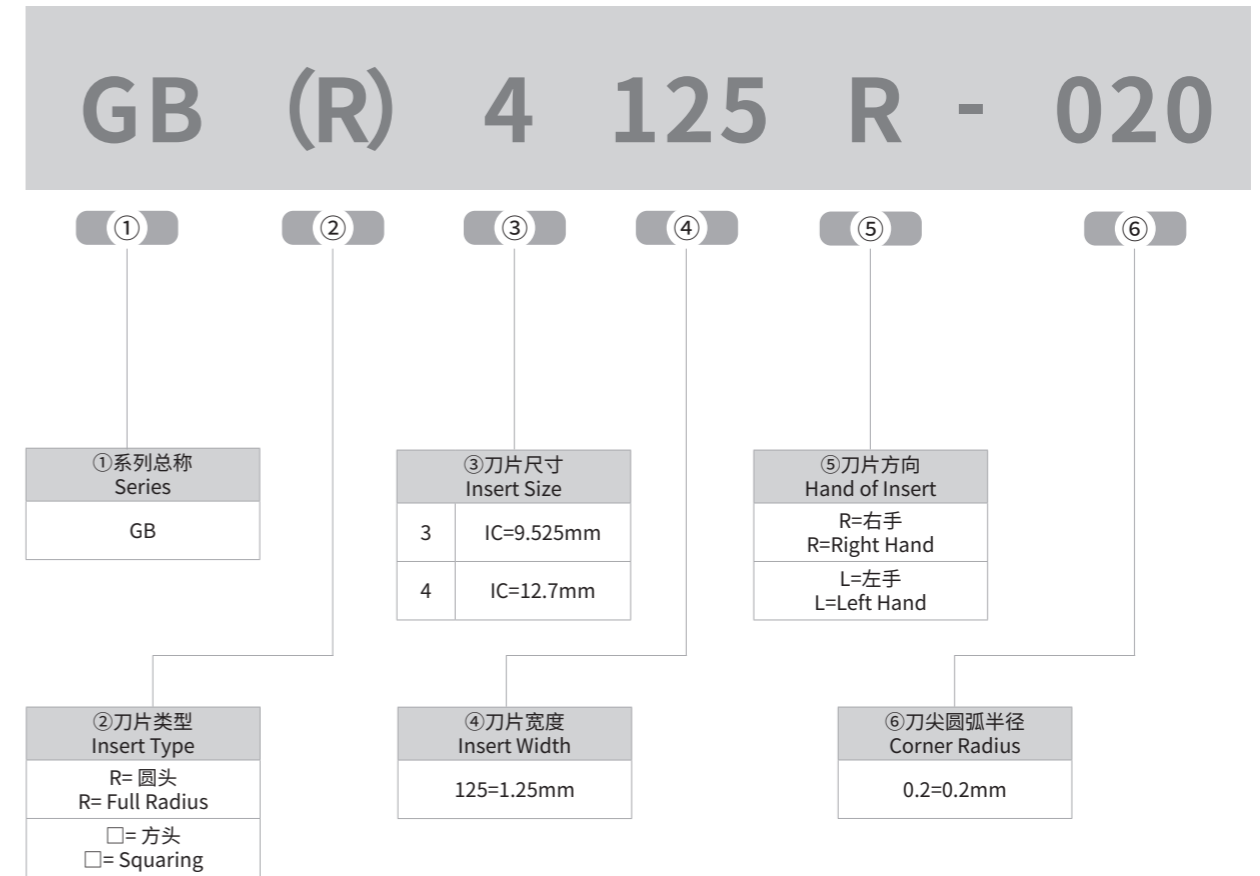 GB (R) 4 125 R - 020
① ② ③ ④ ⑤ ⑥
①系列总称
Series
GB
③刀片尺寸
Insert Size
3 IC=9.525mm
4 IC=12.7mm
⑤刀片方向
Hand of Insert
R=右手
R=Right Hand
L=左手
L=Left Hand
②刀片类型
Insert Type
R= 圆头
R= Full Radius
□= 方头
□= Squaring
④刀片宽度
Insert Width
125=1.25mm
⑥刀尖圆弧半径
Corner Radius
0.2=0.2mm